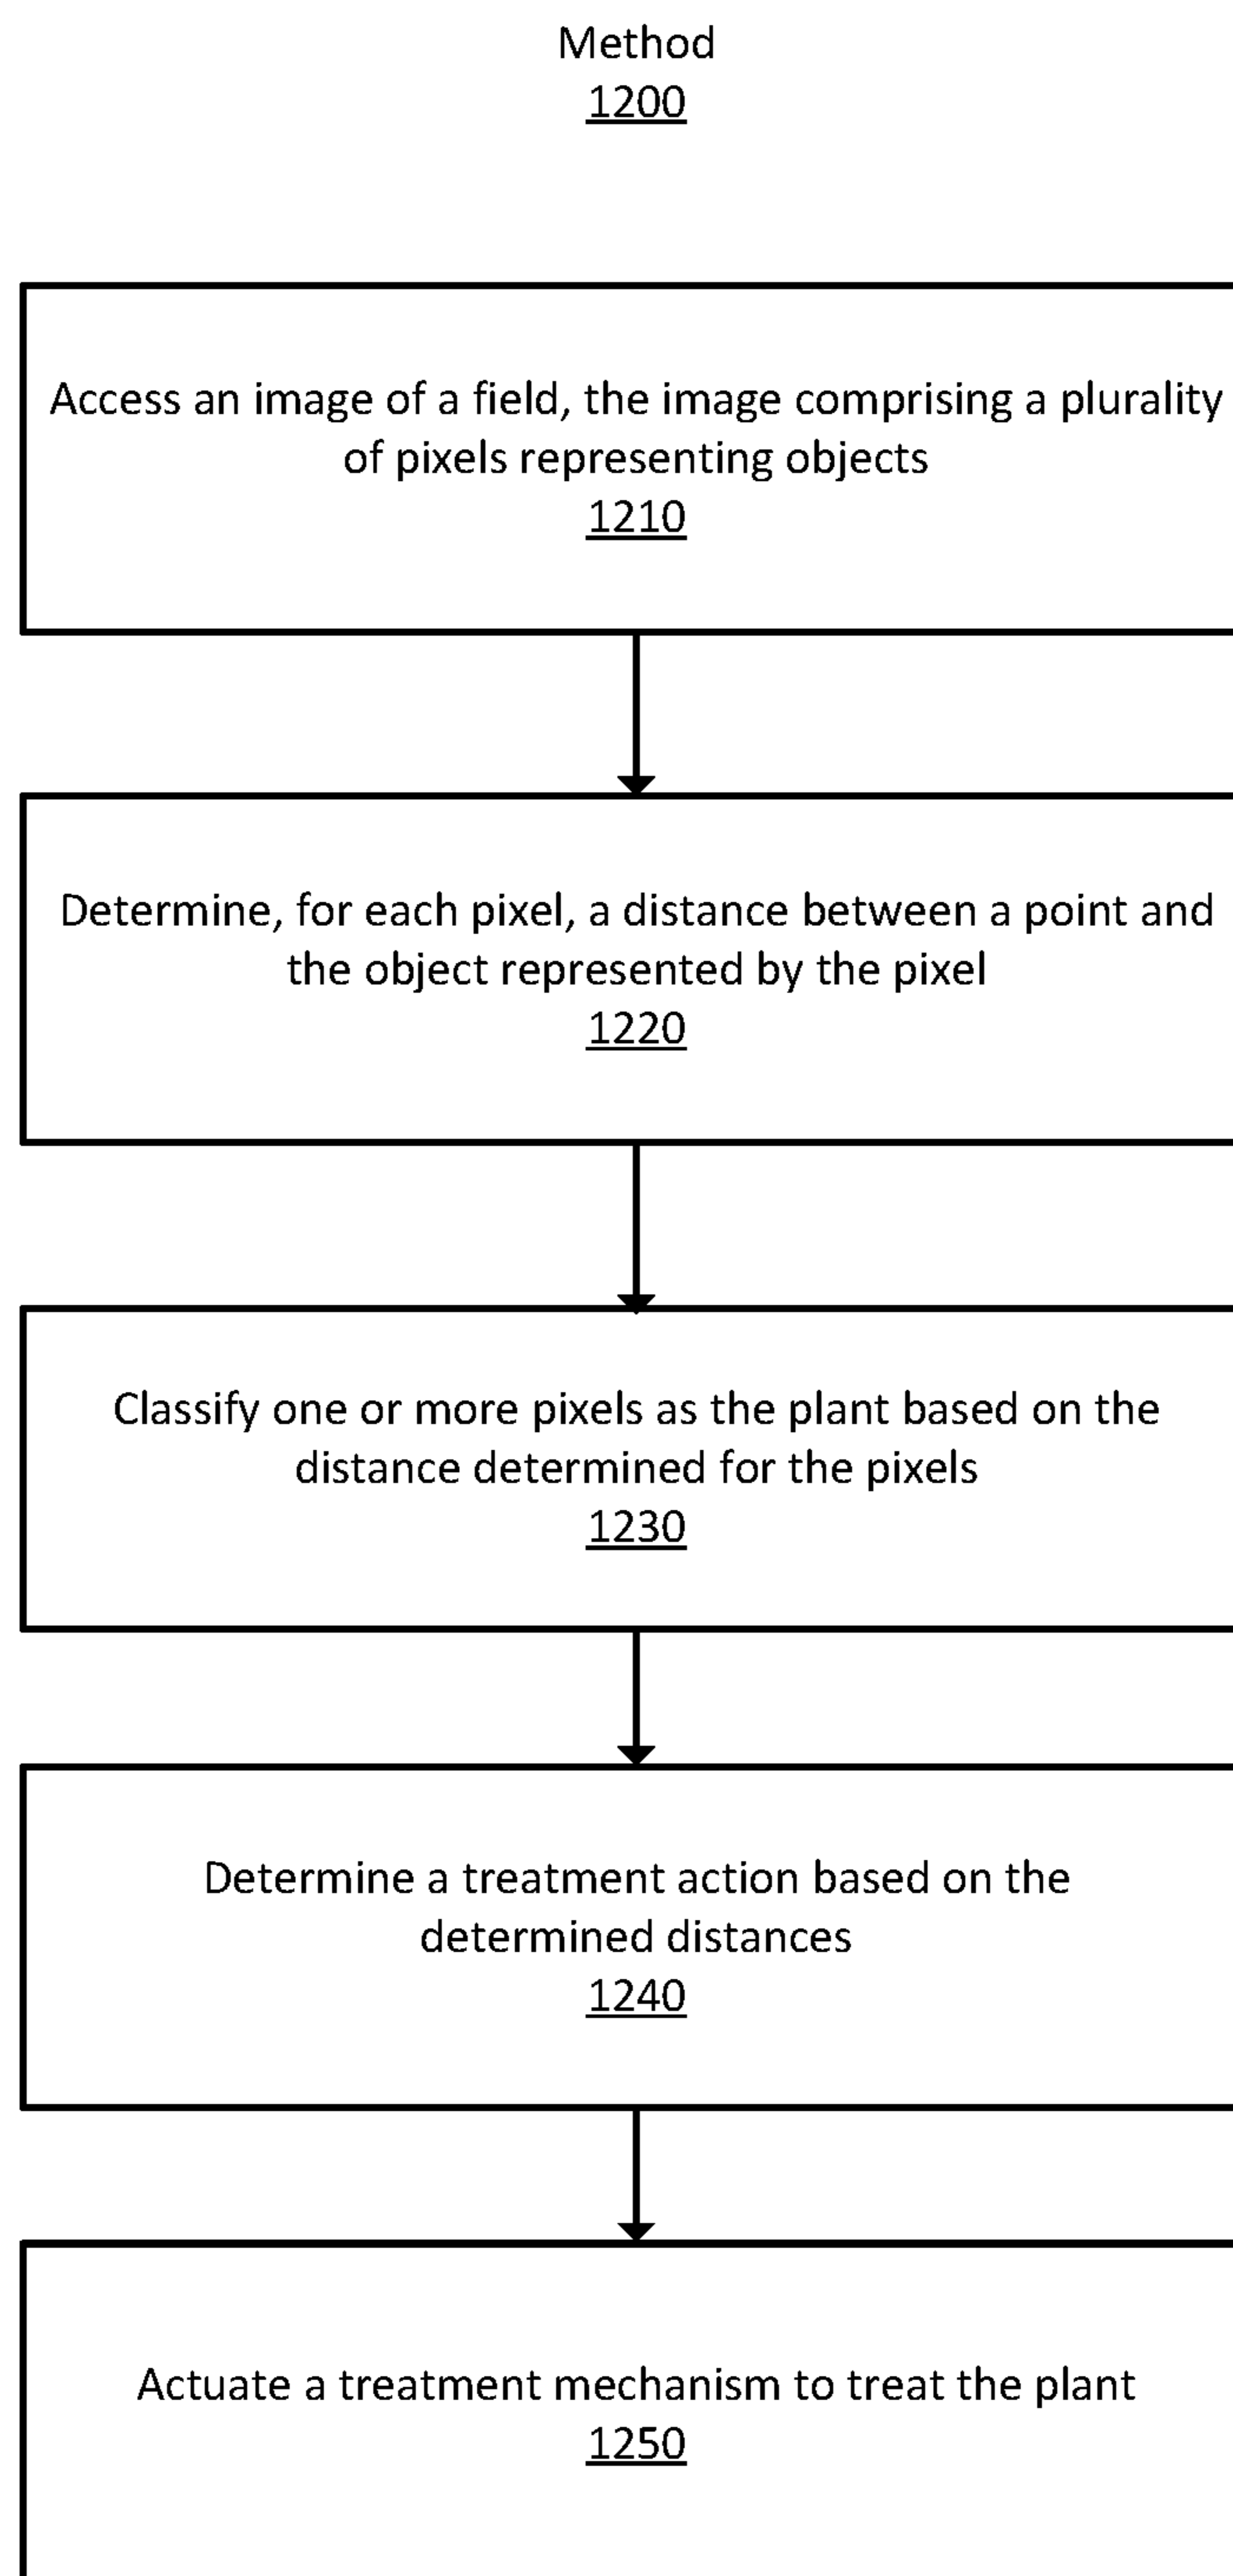 Method
1200
Access an image of a field, the image comprising a plurality
of pixels representing objects
1210
Determine, for each pixel, a distance between a point and
the object represented by the pixel
1220
Classify one or more pixels as the plant based on the
distance determined for the pixels
1230
Determine a treatment action based on the
determined distances
1240
Actuate a treatment mechanism to treat the plant
1250